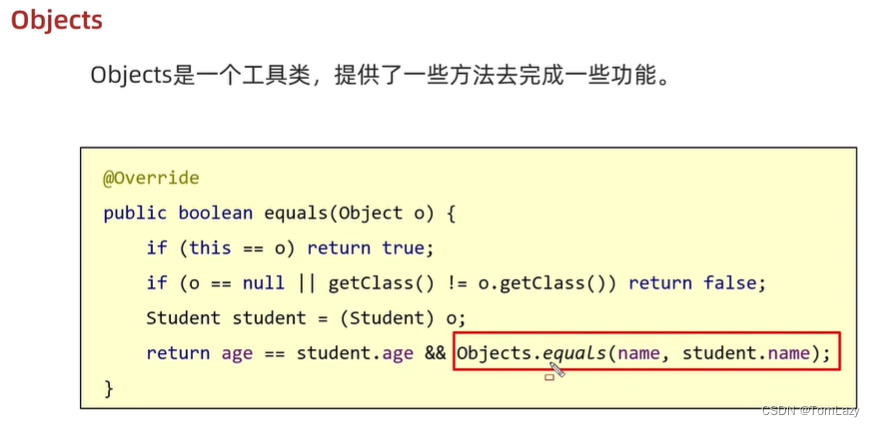 Objects
Objects是一个工具类，提供了一些方法去完成一些功能。
@Override
public boolean equals(Object o) {
if (this == o) return true;
if (o == null || getClass() != o.getClass()) return false;
Student student = (Student) o;
return age == student.age && Objects.equals(name, student.name);
}
CSDN @TomLazy